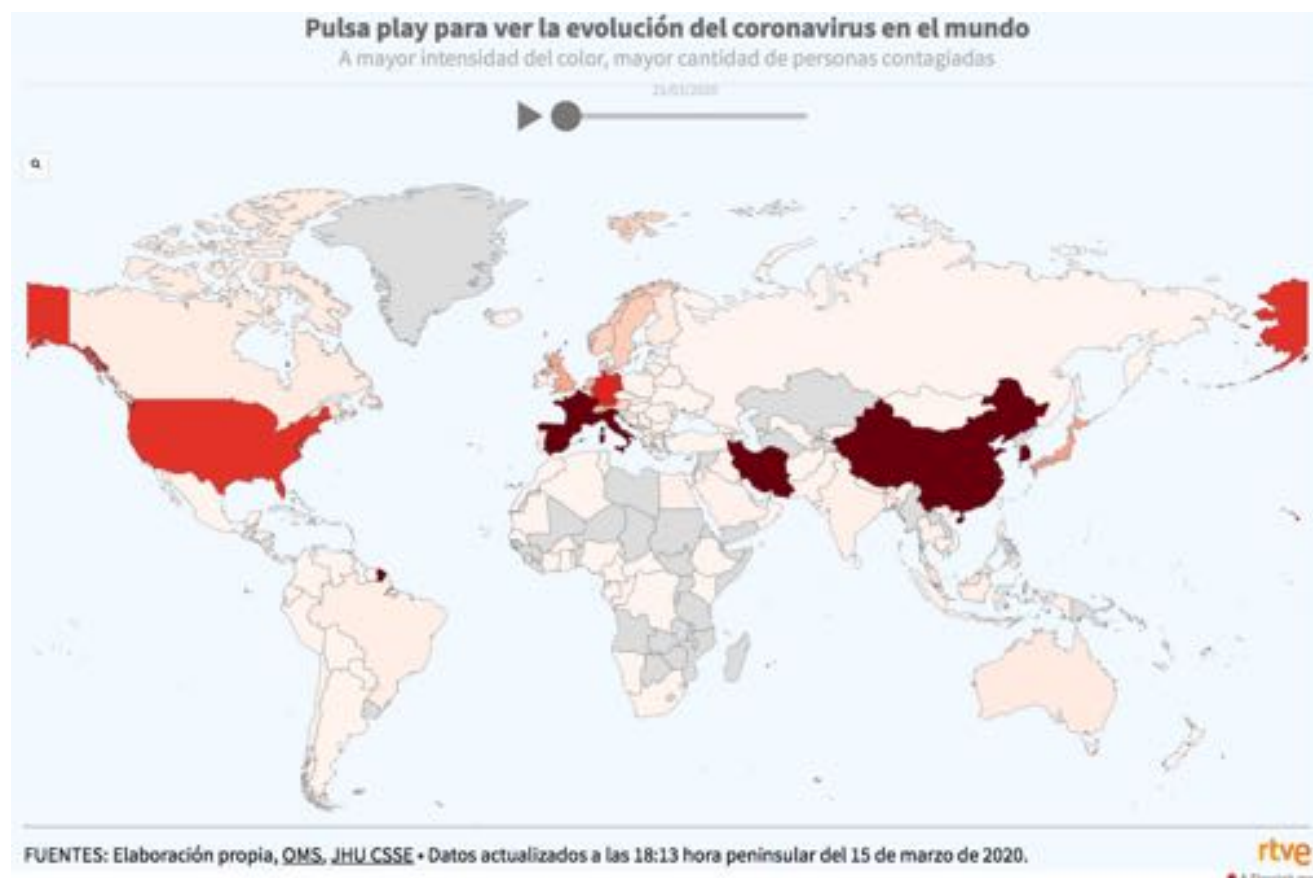 Pulsa play para ver la evolución del coronavirus en el mundo
A mayor intensidad del color, mayor cantidad de personas contagiadas
FUENTES: Elaboración propia, OMS, JHU CSSE • Datos actualizados a las 18:13 hora peninsular del 15 de marzo de 2020.
rtve